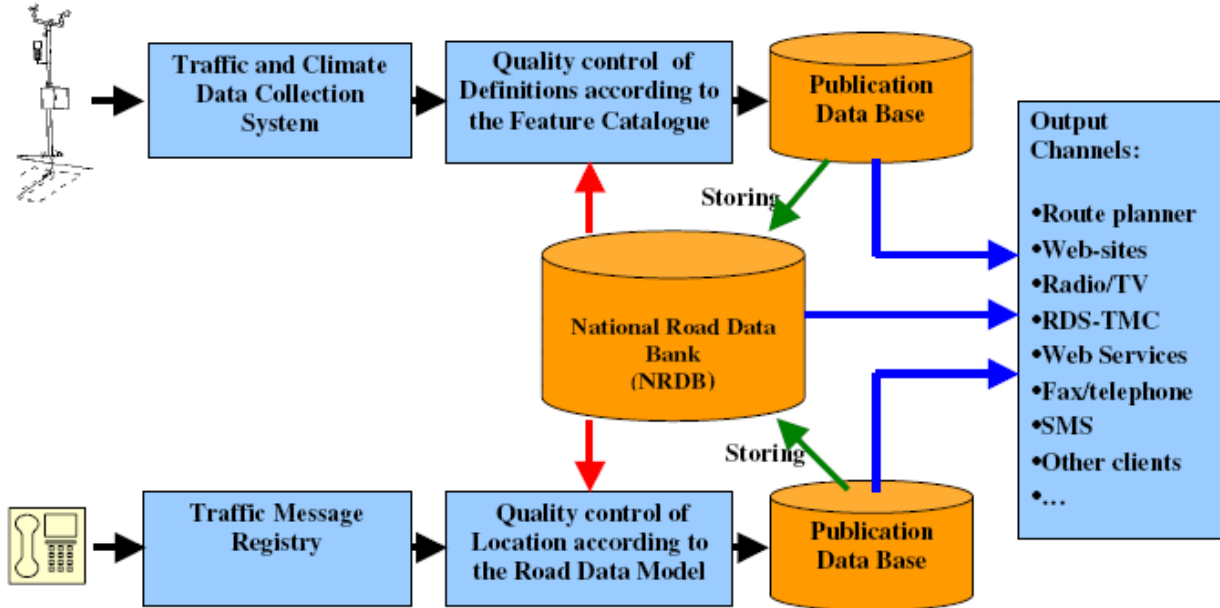 Traffic and Climate
Data Collection
System
Quality control of
Definitions according to
the Feature Catalogue
Publication
Data Base
Storing
National Road Data
Bank
(NRDB)
Storing
Traffic Message
Registry
Quality control of
Location according to
the Road Data Model
Publication
Data Base
Output
Channels:
•Route planner
•Web-sites
•Radio/TV
•RDS-TMC
•Web Services
•Fax/telephone
•SMS
•Other clients
•...